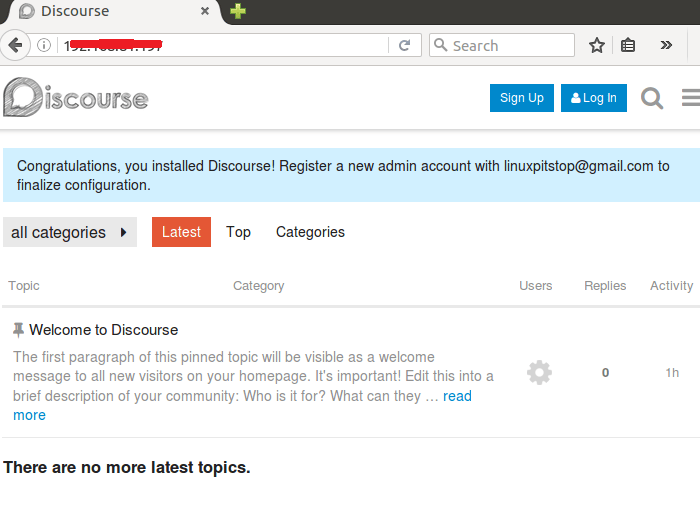 Discourse
Search
Discourse
Sign Up
Log In
Congratulations, you installed Discourse! Register a new admin account with linuxpitstop@gmail.com to
finalize configuration.
all categories
Latest
Top
Categories
Topic Category Users Replies Activity
Welcome to Discourse
The first paragraph of this pinned topic will be visible as a welcome
message to all new visitors on your homepage. It's important! Edit this into a
brief description of your community: Who is it for? What can they … read
more
0
1h
There are no more latest topics.